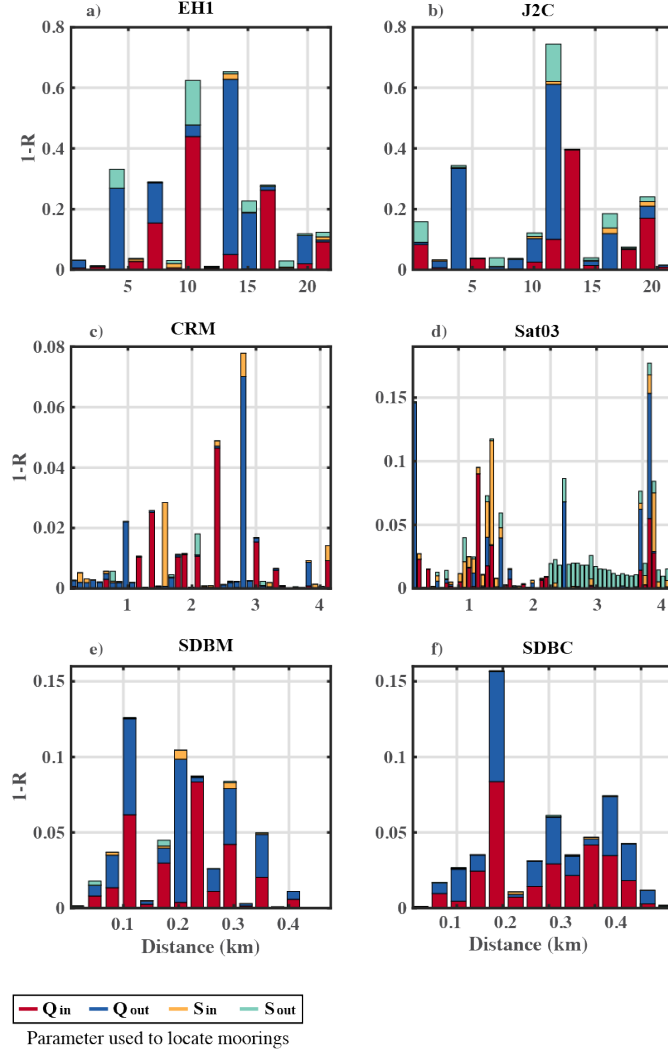 a) EH1
b) J2C
0.8
0.6
0.4
0.2
0
1-R
5 10 15 20
0.8
0.6
0.4
0.2
0
5 10 15 20
c) CRM
d) Sat03
0.08
0.06
0.04
0.02
0
1-R
1 2 3 4
0.15
0.1
0.05
0
1 2 3 4
e) SDBM
f) SDBC
0.15
0.1
0.05
0
1-R
0.1 0.2 0.3 0.4
Distance (km)
0.15
0.1
0.05
0
0.1 0.2 0.3 0.4
Distance (km)
Q in Q out S in S out
Parameter used to locate moorings